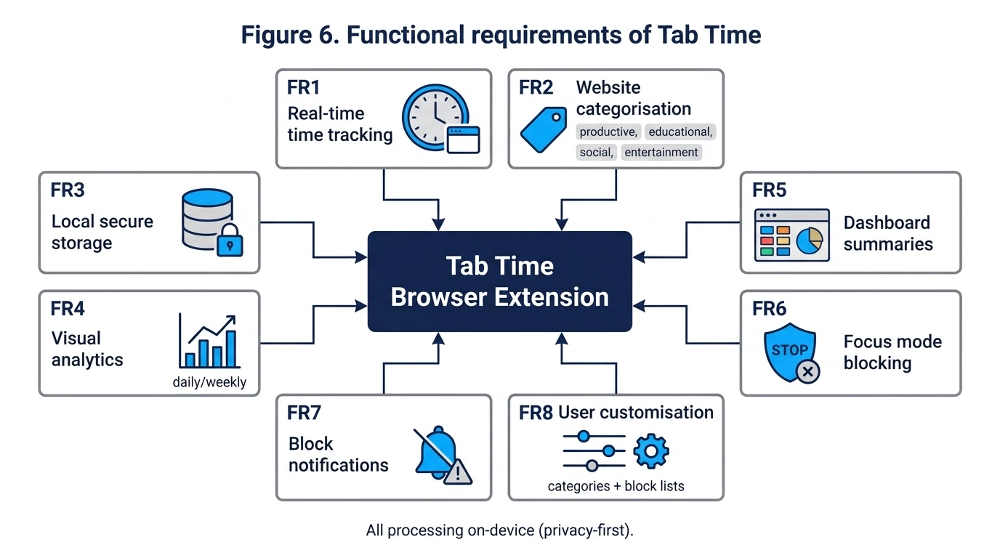 Figure 6. Functional requirements of Tab Time
FR1
Real-time
time tracking
FR2
Website
categorisation
productive, educational,
social, entertainment
FR3
Local secure
storage
FR5
Dashboard
summaries
Tab Time
Browser Extension
FR4
Visual
analytics
daily/weekly
FR6
STOP
Focus mode
blocking
FR7
Block
notifications
FR8 User customisation
categories + block lists
All processing on-device (privacy-first).